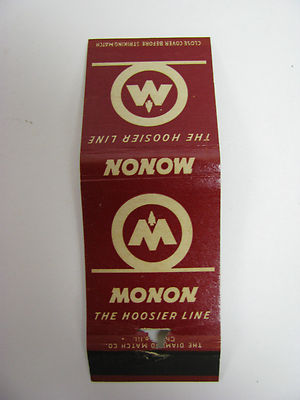 CLOSE COVER BEFORE STRIKING MATCH
M
THE HOOSIER LINE
MONON
M
MONON
THE HOOSIER LINE
THE DIAMOND MATCH CO.